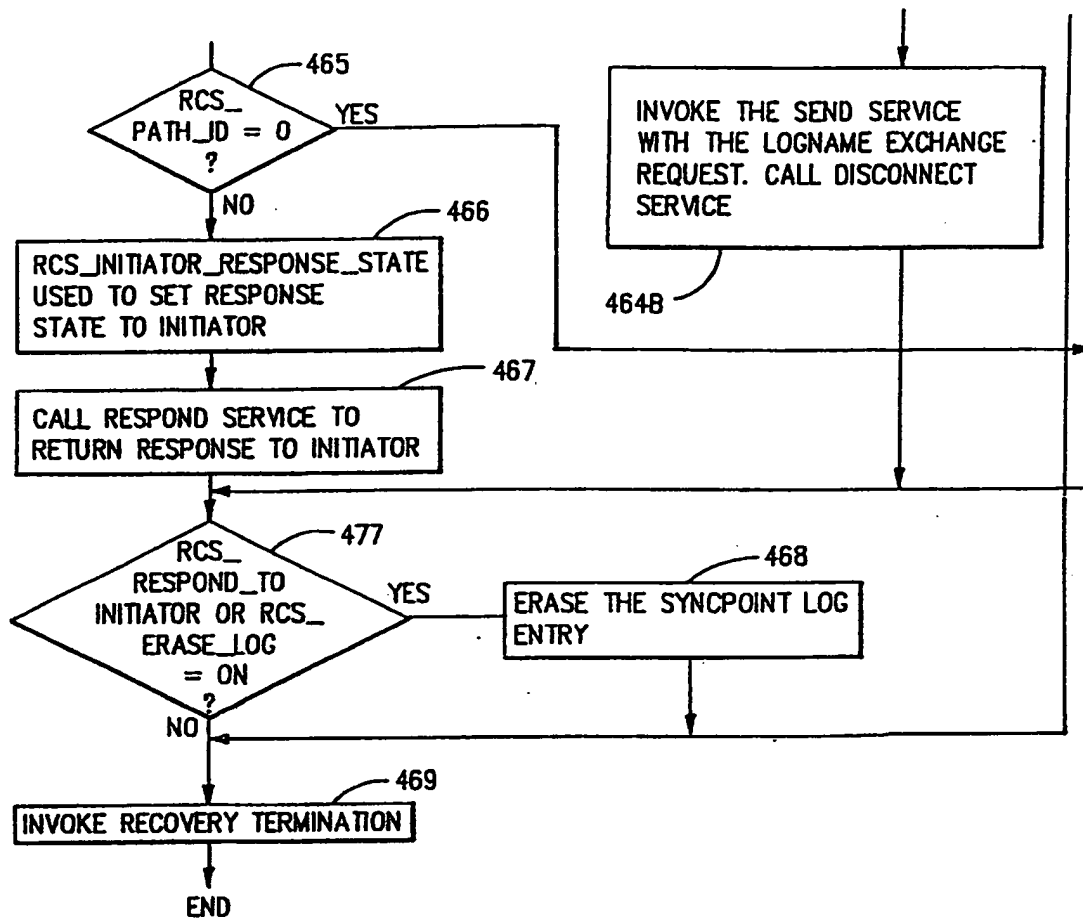 465
RCS_
PATH_ID = 0
?
YES
NO
INVOKE THE SEND SERVICE
WITH THE LOGNAME EXCHANGE
REQUEST. CALL DISCONNECT
SERVICE
464B
466
RCS_INITIATOR_RESPONSE_STATE
USED TO SET RESPONSE
STATE TO INITIATOR
467
CALL RESPOND SERVICE TO
RETURN RESPONSE TO INITIATOR
477
RCS_
RESPOND_TO
INITIATOR OR RCS_
ERASE_LOG
= ON
?
YES
NO
468
ERASE THE SYNCPOINT LOG
ENTRY
469
INVOKE RECOVERY TERMINATION
END